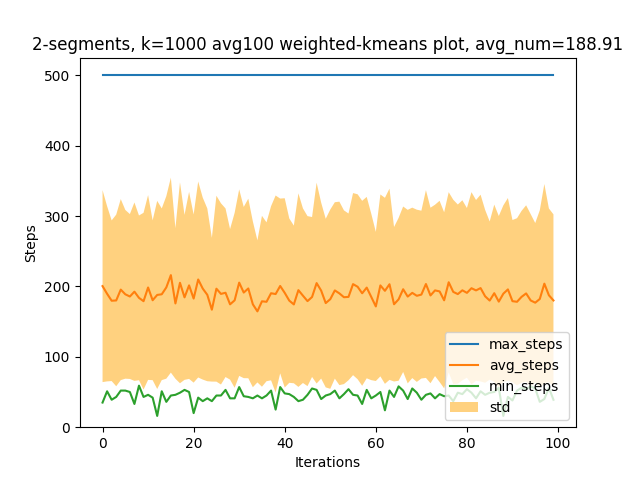 2-segments, k=1000 avg100 weighted-kmeans plot, avg_num=188.91
500
400
300
200
100
0
Steps
0 20 40 60 80 100
Iterations
max_steps
avg_steps
min_steps
std